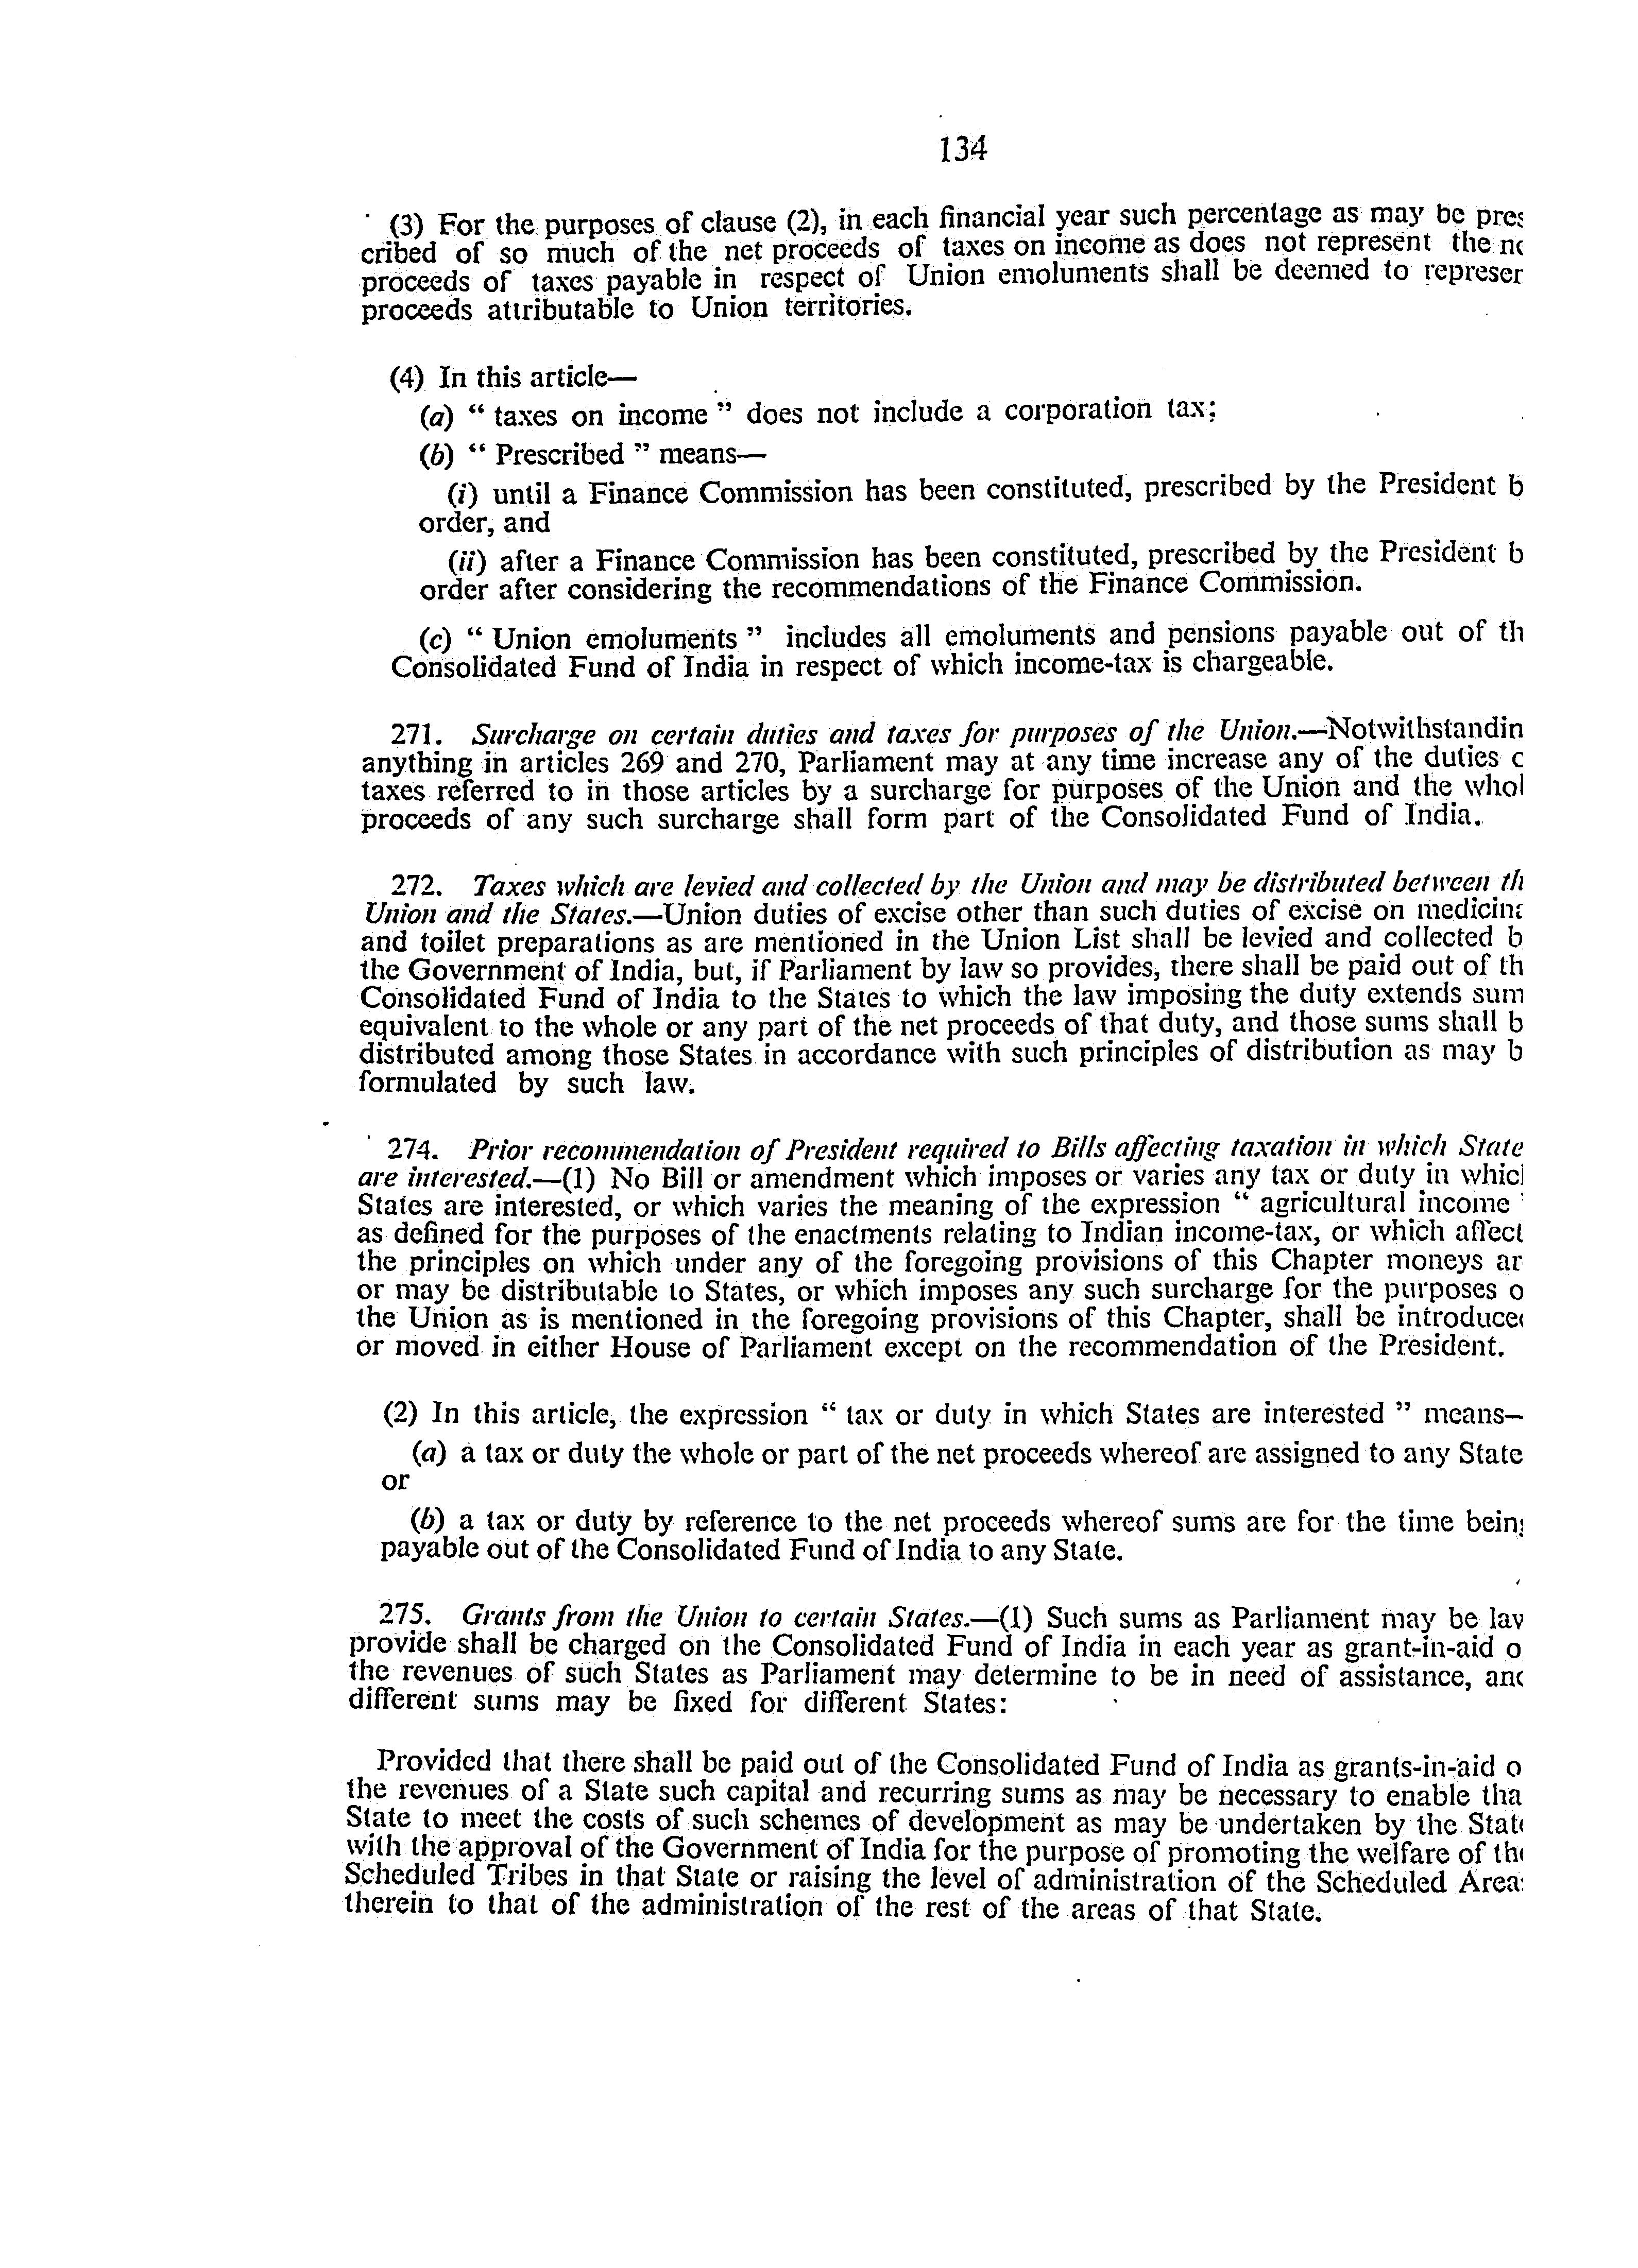 134
(3) For the purposes of clause (2), in each financial year such percentage as may be pres
cribed of so much of the net proceeds of taxes on income as does not represent the
proceeds of taxes payable in respect of Union emoluments shall be deemed to represen
proceeds attributable to Union territories.
(4) In this article—
(a) “ taxes on income ” does not include a corporation tax;
(b) “ Prescribed ” means—
(i) until a Finance Commission has been constituted, prescribed by the President b
order, and
(ii) after a Finance Commission has been constituted, prescribed by the President b
order after considering the recommendations of the Finance Commission.
(c) “ Union emoluments ” includes all emoluments and pensions payable out of th
Consolidated Fund of India in respect of which income-tax is chargeable.
271. Surcharge on certain duties and taxes for purposes of the Union.—Notwithstandin
anything in articles 269 and 270, Parliament may at any time increase any of the duties
taxes referred to in those articles by a surcharge for purposes of the Union and the whol
proceeds of any such surcharge shall form part of the Consolidated Fund of India.
272. Taxes which are levied and collected by the Union and may be distributed between th
Union and the States.—Union duties of excise other than such duties of excise on medicina
and toilet preparations as are mentioned in the Union List shall be levied and collected b
the Government of India, but, if Parliament by law so provides, there shall be paid out of th
Consolidated Fund of India to the States to which the law imposing the duty extends sum
equivalent to the whole or any part of the net proceeds of that duty, and those sums shall b
distributed among those States in accordance with such principles of distribution as may b
formulated by such law.
274. Prior recommendation of President required to Bills affecting taxation in which State
are interested.—(1) No Bill or amendment which imposes or varies any tax or duty in which
States are interested, or which varies the meaning of the expression “ agricultural income
as defined for the purposes of the enactments relating to Indian income-tax, or which affect
the principles on which under any of the foregoing provisions of this Chapter moneys ar
or may be distributable to States, or which imposes any such surcharge for the purposes o
the Union as is mentioned in the foregoing provisions of this Chapter, shall be introduced
or moved in either House of Parliament except on the recommendation of the President.
(2) In this article, the expression “ tax or duty in which States are interested ” means—
(a) a tax or duty the whole or part of the net proceeds whereof are assigned to any State
or
(b) a tax or duty by reference to the net proceeds whereof sums are for the time being
payable out of the Consolidated Fund of India to any State.
275. Grants from the Union to certain States.—(1) Such sums as Parliament may be law
provide shall be charged on the Consolidated Fund of India in each year as grant-in-aid o
the revenues of such States as Parliament may determine to be in need of assistance, and
different sums may be fixed for different States:
Provided that there shall be paid out of the Consolidated Fund of India as grants-in-aid o
the revenues of a State such capital and recurring sums as may be necessary to enable tha
State to meet the costs of such schemes of development as may be undertaken by the State
with the approval of the Government of India for the purpose of promoting the welfare of the
Scheduled Tribes in that State or raising the level of administration of the Scheduled Areas
therein to that of the administration of the rest of the areas of that State.